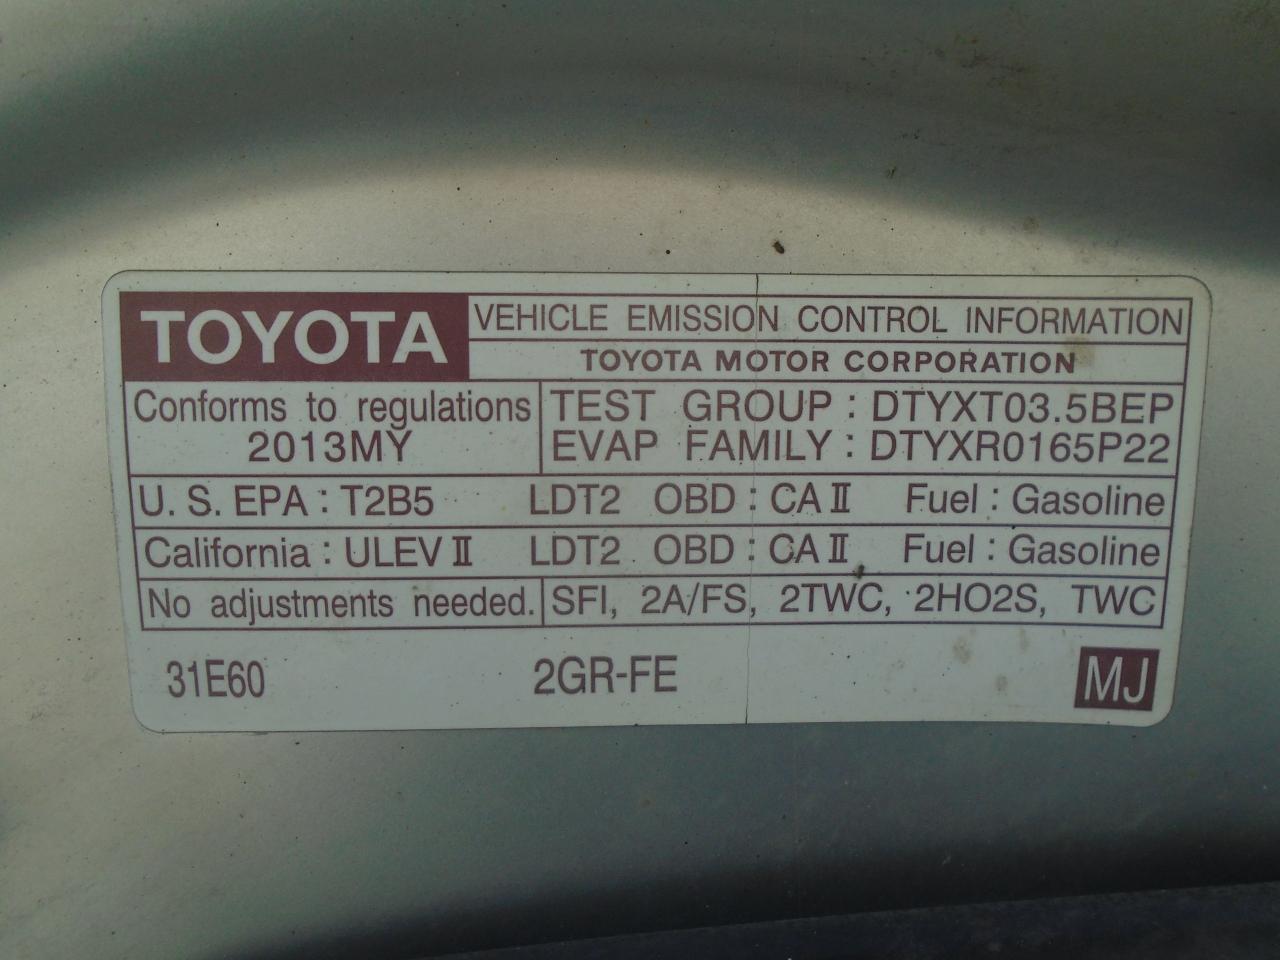 TOYOTA
VEHICLE EMISSION CONTROL INFORMATION
TOYOTA MOTOR CORPORATION
Conforms to regulations
2013MY
TEST GROUP : DTYXT03.5BEP
EVAP FAMILY : DTYXR0165P22
U.S. EPA : T2B5 LDT2 OBD : CA II Fuel : Gasoline
California : ULEV II LDT2 OBD : CA II Fuel : Gasoline
No adjustments needed. SFI, 2A/FS, 2TWC, 2HO2S, TWC
31E60 2GR-FE MJ